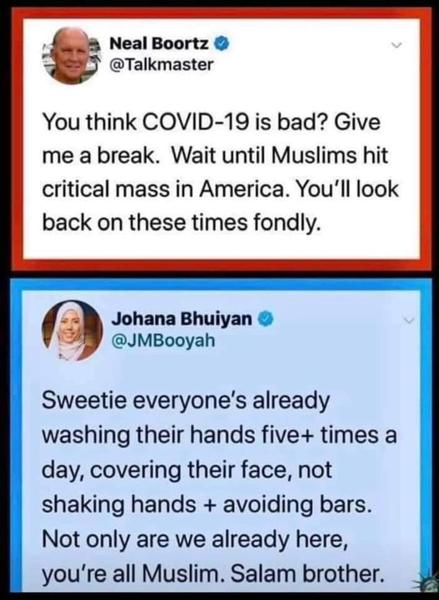 Neal Boortz
@Talkmaster
You think COVID-19 is bad? Give
me a break. Wait until Muslims hit
critical mass in America. You'll look
back on these times fondly.
Johana Bhuiyan
@JMBooyah
Sweetie everyone's already
washing their hands five+ times a
day, covering their face, not
shaking hands + avoiding bars.
Not only are we already here,
you're all Muslim. Salam brother.